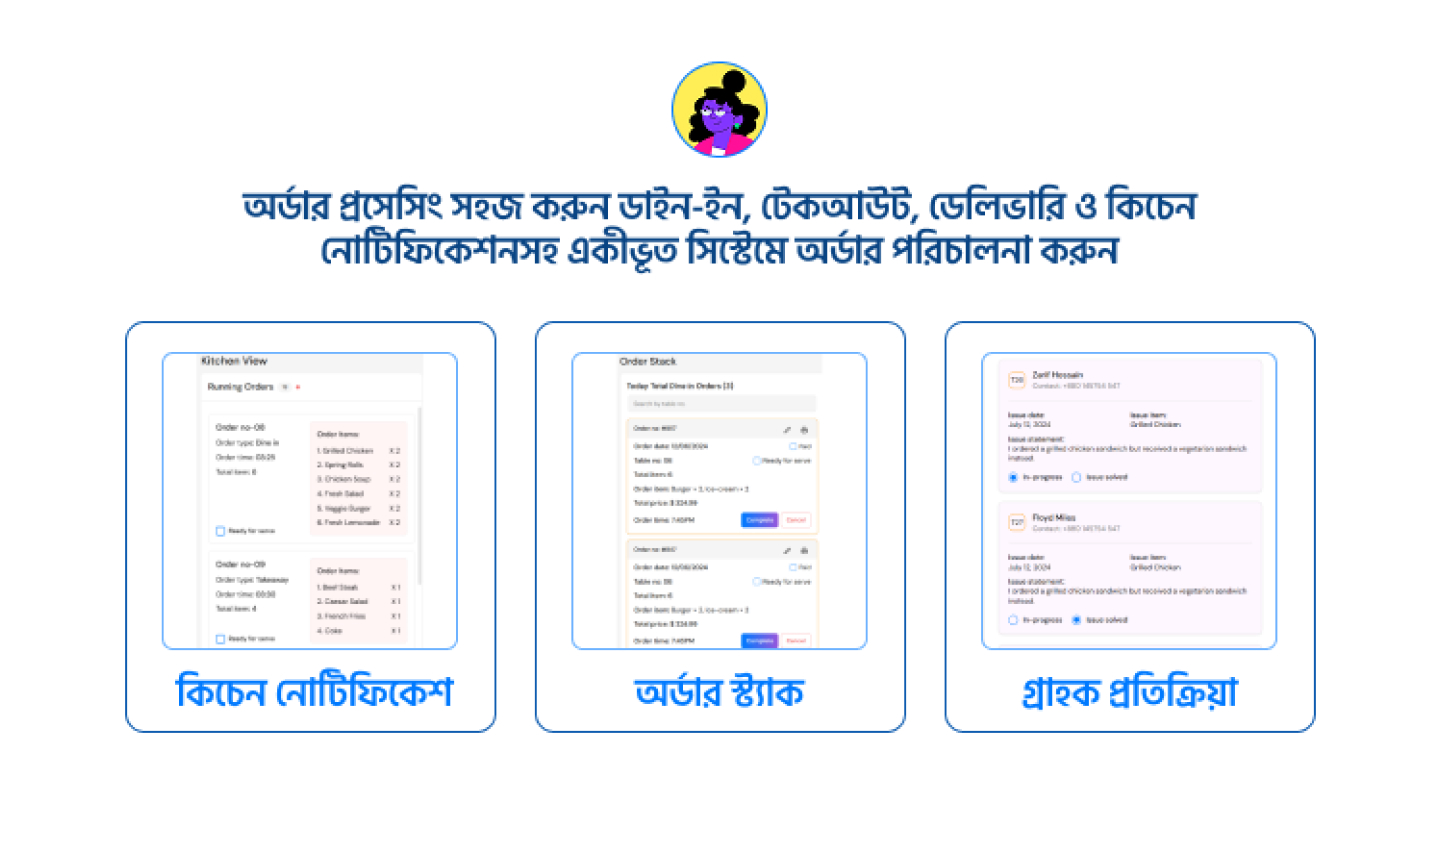 অর্ডার প্রসেসিং সহজ করুন ডাইন-ইন, টেকআউট, ডেলিভারি ও কিচেন
নোটিফিকেশনসহ একীভূত সিস্টেমে অর্ডার পরিচালনা করুন
Kitchen View
Running Orders
Order no-08
Order type: Dine in
Order time: 08:25
Total item: 6
Order items:
1. Grilled Chicken X 2
2. Spring Rolls X 2
3. Chicken Soup X 2
4. Fresh Salad X 2
5. Veggie Burger X 2
6. Fresh Lemonade X 2
Ready for serve
Order no-09
Order type: Takeaway
Order time: 08:30
Total item: 4
Order items:
1. Beef Steak X 1
2. Caesar Salad X 1
3. French Fries X 1
4. Coke X 1
Ready for serve
কিচেন নোটিফিকেশ
Order Stack
Today Total Dine in Orders (3)
Search by table no
Order no: #667
Order date: 12/06/2024 Paid
Table no: 06 Ready for serve
Total item: 6
Order item: Burger × 2, Ice-cream × 2
Total price: $ 324.99
Order time: 7:45PM Complete Cancel
Order no: #667
Order date: 12/06/2024 Paid
Table no: 06 Ready for serve
Total item: 6
Order item: Burger × 2, Ice-cream × 2
Total price: $ 324.99
Order time: 7:45PM Complete Cancel
অর্ডার স্ট্যাক
Zarif Hossain
Contact: +880 145754 547
Issue date: Issue item:
July 12, 2024 Grilled Chicken
Issue statement:
I ordered a grilled chicken sandwich but received a vegetarian sandwich
instead.
In-progress Issue solved
T27 Floyd Miles
Contact: +880 145754 547
Issue date: Issue item:
July 12, 2024 Grilled Chicken
Issue statement:
I ordered a grilled chicken sandwich but received a vegetarian sandwich
instead.
In-progress Issue solved
গ্রাহক প্রতিক্রিয়া